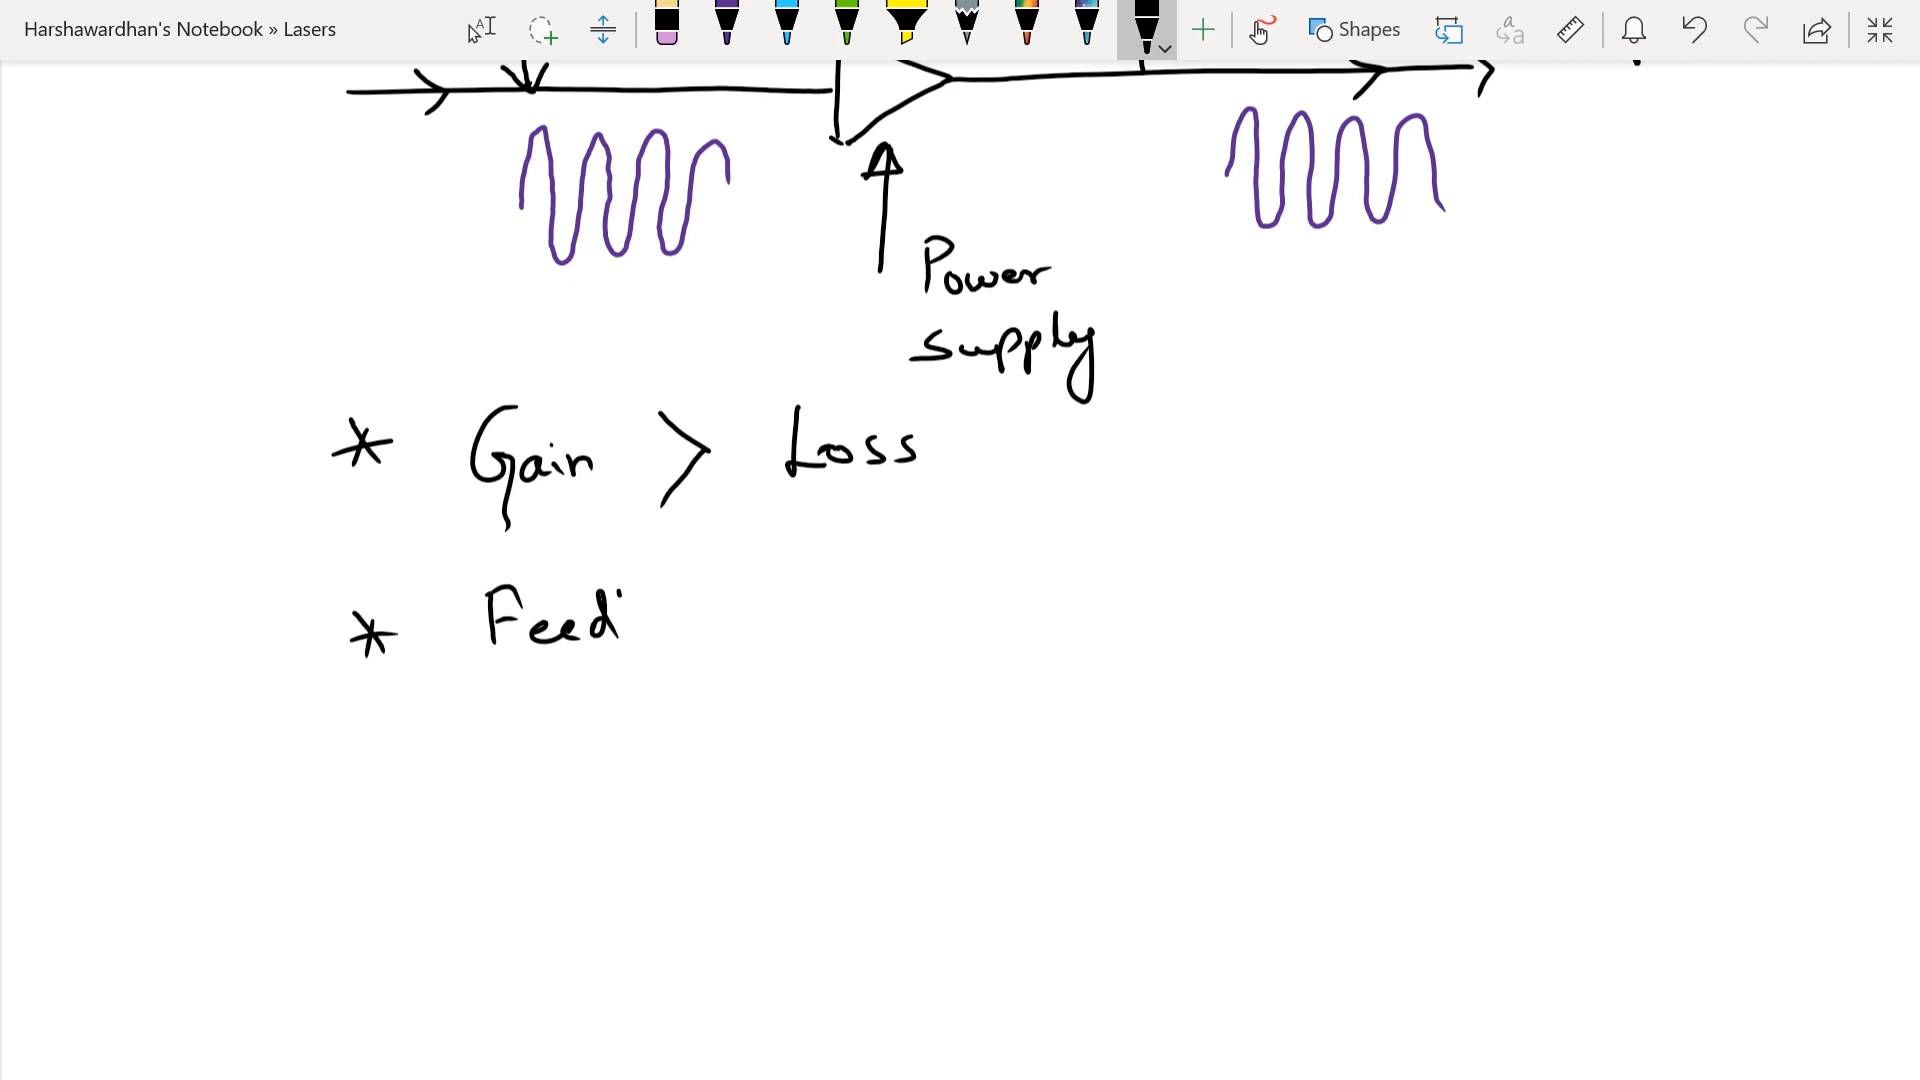 Harshawardhan's Notebook » Lasers
Shapes
Power
supply
* Gain > Loss
* Feed